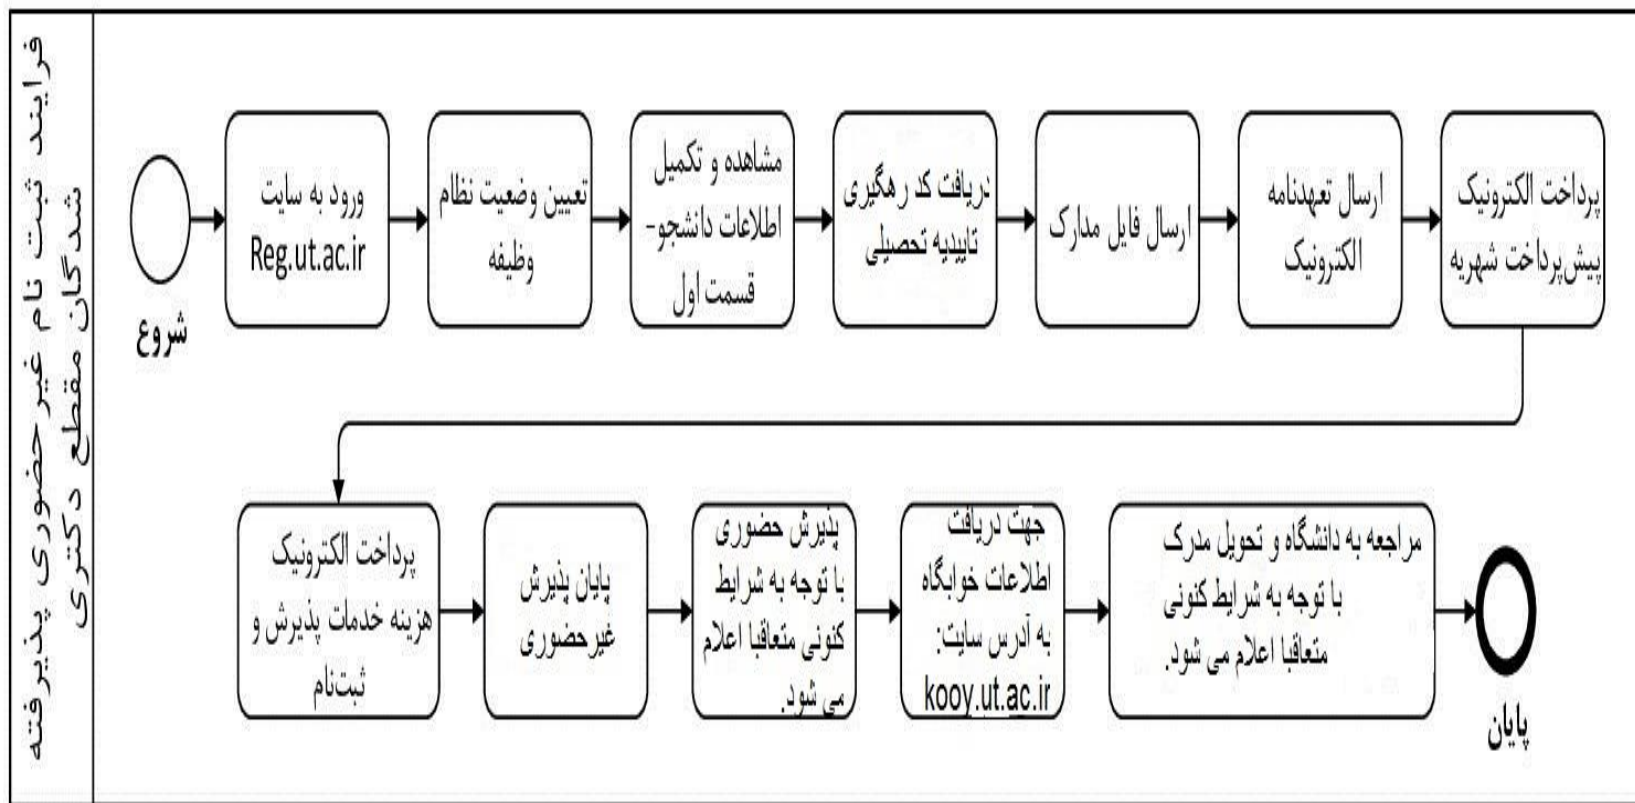 فرایند ثبت نام غیر حضوری پذیرفته
شدگان مقطع دکتری
شروع
ورود به سایت
Reg.ut.ac.ir
تعیین وضعیت نظام
وظیفه
مشاهده و تکمیل
اطلاعات دانشجو-
قسمت اول
دریافت کد رهگیری
تاییدیه تحصیلی
ارسال فایل مدارک
ارسال تعهدنامه
الکترونیک
پرداخت الکترونیک
پیش‌پرداخت شهریه
پرداخت الکترونیک
هزینه خدمات پذیرش و
ثبت‌نام
پایان پذیرش
غیرحضوری
پذیرش حضوری
با توجه به شرایط
کنونی متعاقبا اعلام
می شود.
جهت دریافت
اطلاعات خوابگاه
به آدرس سایت:
kooy.ut.ac.ir
مراجعه به دانشگاه و تحویل مدرک
با توجه به شرایط کنونی
متعاقبا اعلام می شود.
پایان